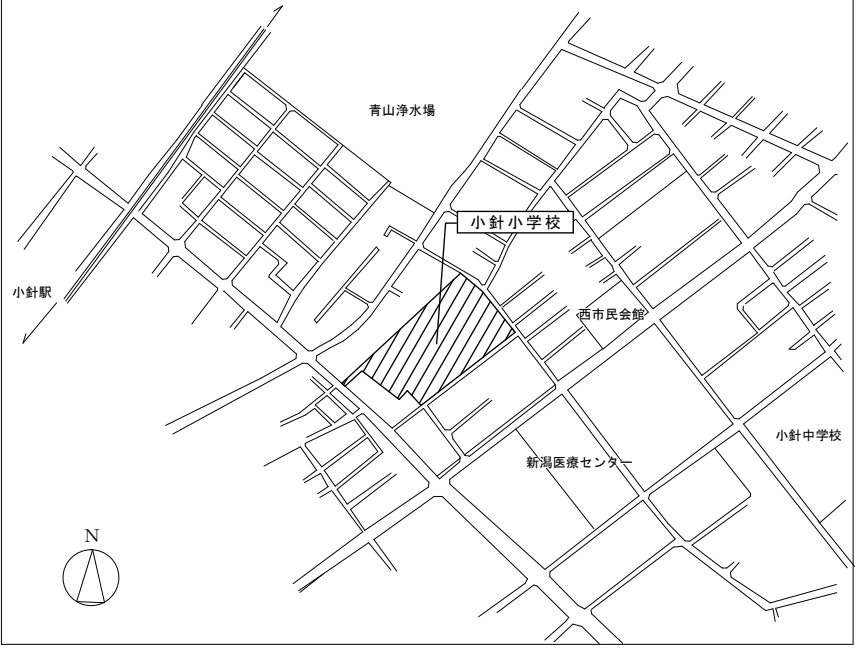 青山浄水場
小針小学校
小針駅
西市民会館
小針中学校
新潟医療センター
N